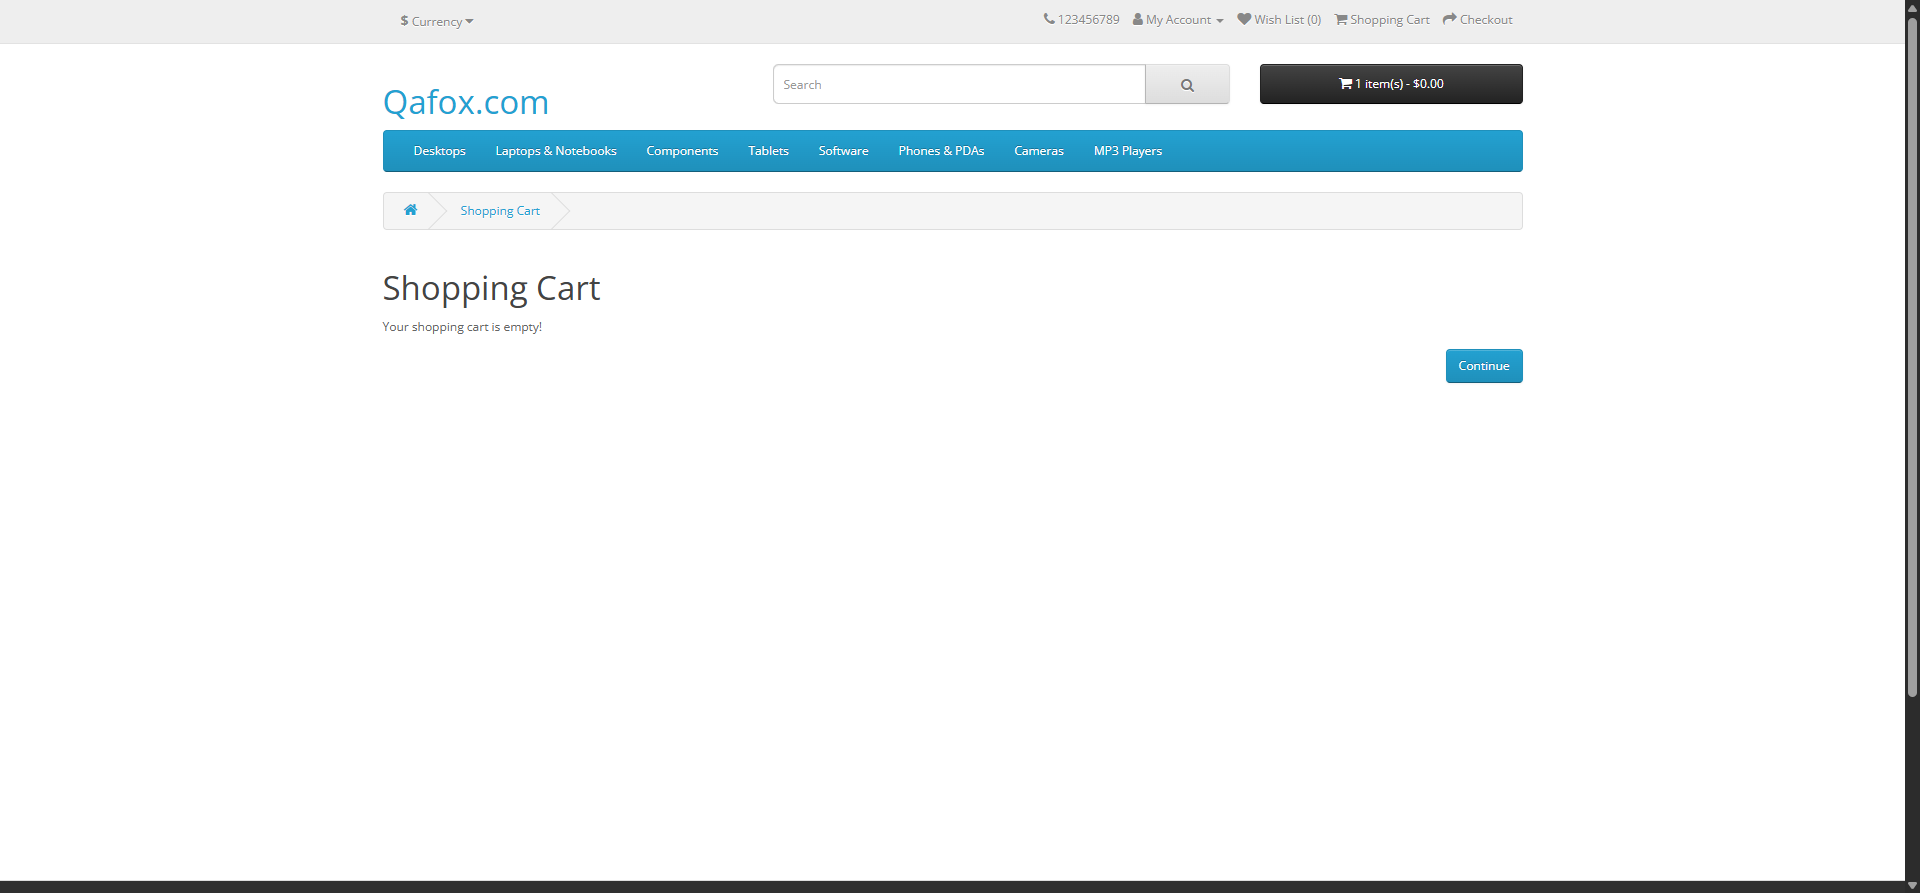 $ Currency
123456789 My Account Wish List (0) Shopping Cart Checkout
Qafox.com
Search
1 item(s) - $0.00
Desktops Laptops & Notebooks Components Tablets Software Phones & PDAs Cameras MP3 Players
Shopping Cart
Shopping Cart
Your shopping cart is empty!
Continue